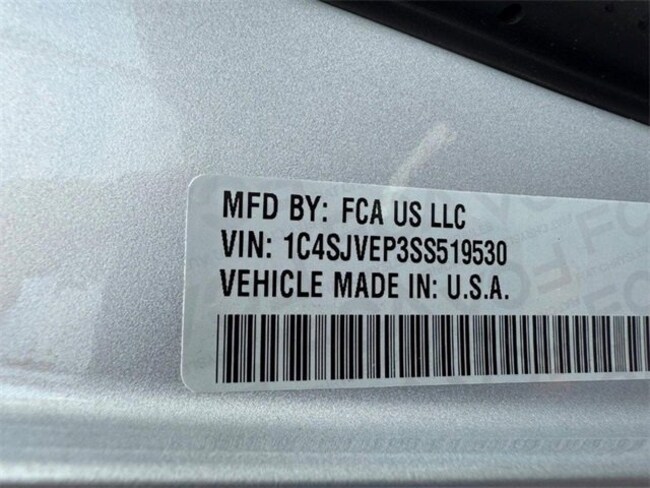 MFD BY: FCA US LLC
VIN: 1C4SJVEP3SS519530
VEHICLE MADE IN: U.S.A.